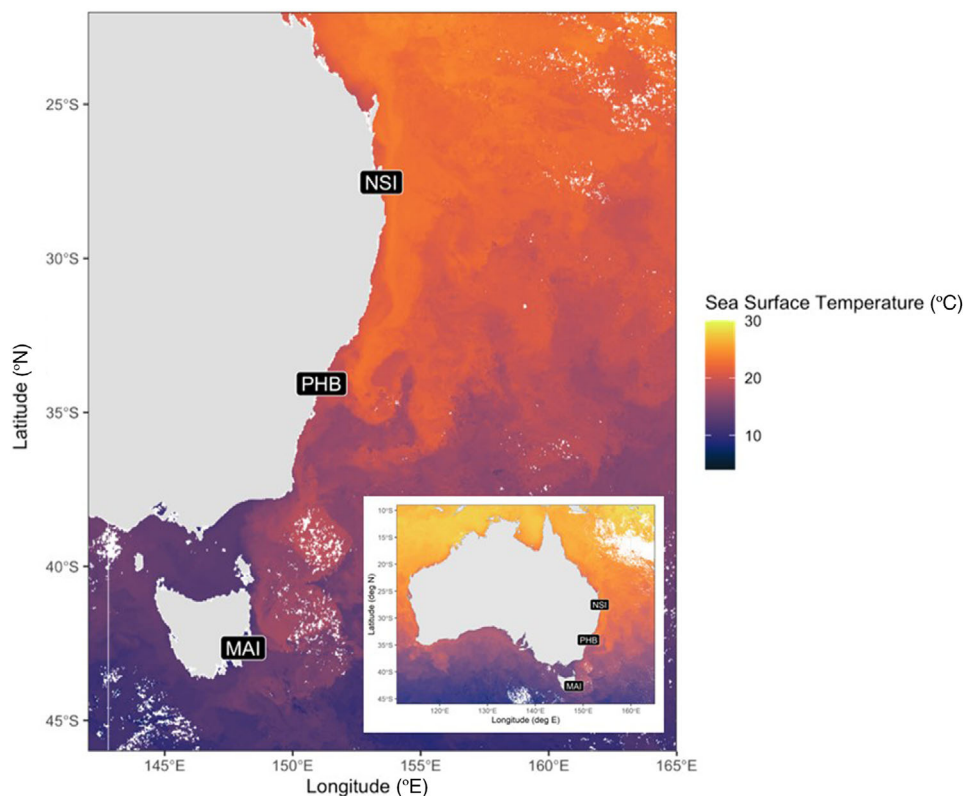 25°S
NSI
30°S
Latitude (°N)
PHB
35°S
40°S
MAI
45°S
145°E 150°E 155°E 160°E 165°E
Longitude (°E)
Sea Surface Temperature (°C)
30
20
10
10°S
15°S
20°S
25°S
30°S
35°S
40°S
45°S
Latitude (deg N)
NSI
PHB
MAI
120°E 130°E 140°E 150°E 160°E
Longitude (deg E)